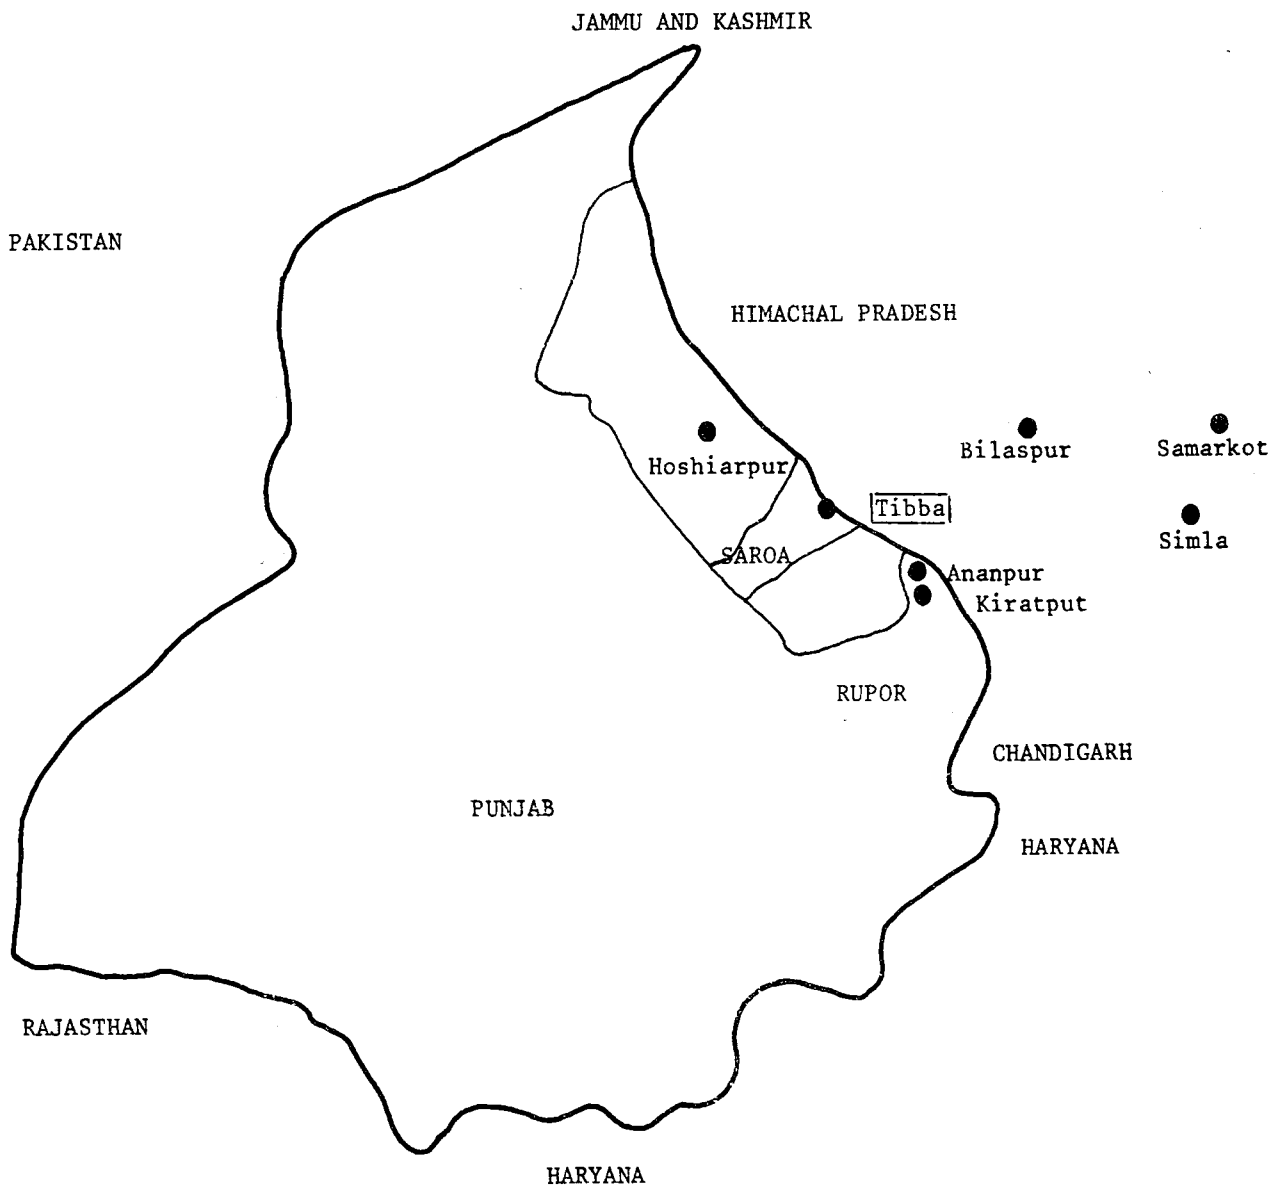 JAMMU AND KASHMIR
PAKISTAN
HIMACHAL PRADESH
Hoshiarpur
Bilaspur
Samarkot
Tibba
Simla
SAROA
Ananpur
Kiratput
RUPOR
CHANDIGARH
PUNJAB
HARYANA
RAJASTHAN
HARYANA